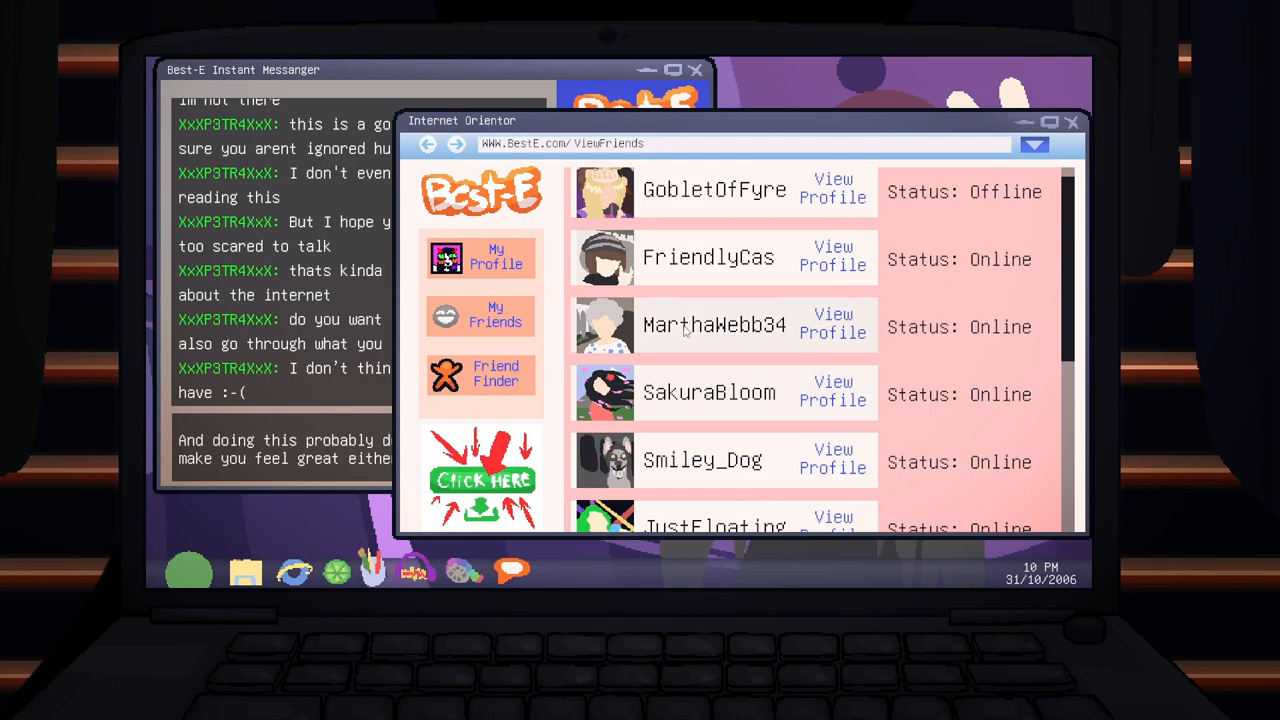 Best-E Instant Messanger
im not there
XxXP3TR4XxX: this is a go
sure you arent ignored hu
XxXP3TR4XxX: I don't even
reading this
XxXP3TR4XxX: But I hope y
too scared to talk
XxXP3TR4XxX: thats kinda
about the internet
XxXP3TR4XxX: do you want
also go through what you
XxXP3TR4XxX: I don't thin
have :-(
And doing this probably d
make you feel great eithe
Internet Orientor
WWW.BestE.com/ViewFriends
Best-E
My
Profile
My
Friends
Friend
Finder
CLICK HERE
GobletOfFyre
View
Profile
Status: Offline
FriendlyCas
View
Profile
Status: Online
MarthaWebb34
View
Profile
Status: Online
SakuraBloom
View
Profile
Status: Online
Smiley_Dog
View
Profile
Status: Online
JustFloating
View
Profile
Status: Online
10 PM
31/10/2006